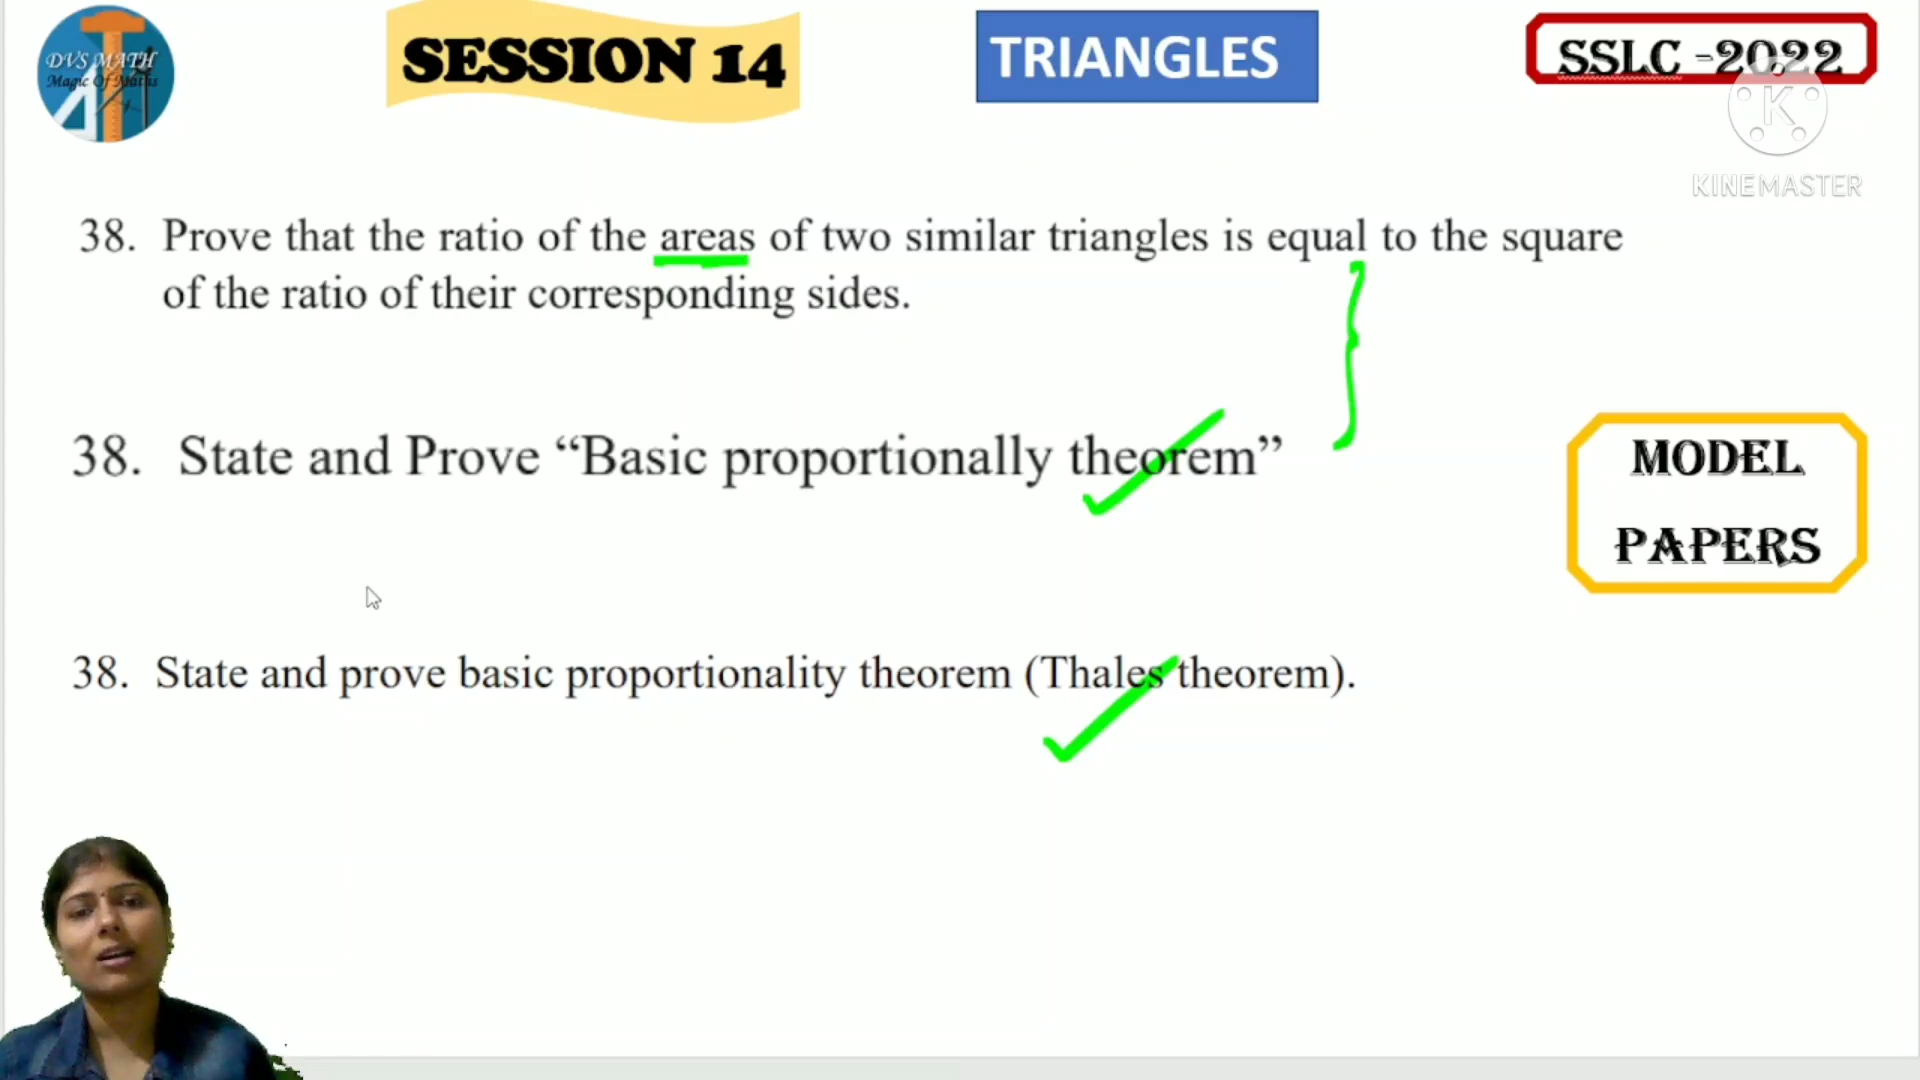 DVS MATH
Magic Of Maths
SESSION 14
TRIANGLES
SSLC -2022
K
KINEMASTER
38. Prove that the ratio of the areas of two similar triangles is equal to the square
of the ratio of their corresponding sides.
38. State and Prove “Basic proportionally theorem”
MODEL
PAPERS
38. State and prove basic proportionality theorem (Thales theorem).